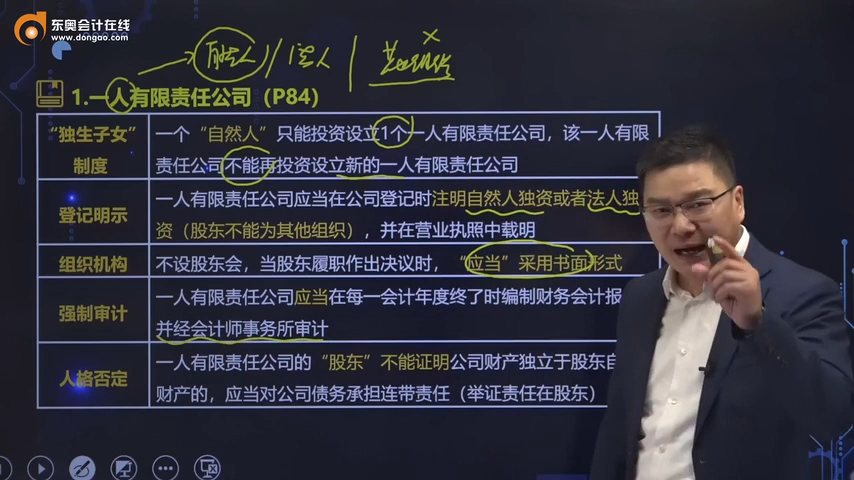 东奥会计在线
www.dongao.com
自然人 // 法人 |
1.一人有限责任公司（P84）
“独生子女”
制度
一个“自然人”只能投资设立1个一人有限责任公司，该一人有限
责任公司不能再投资设立新的一人有限责任公司
登记明示
一人有限责任公司应当在公司登记时注明自然人独资或者法人独
资（股东不能为其他组织），并在营业执照中载明
组织机构
不设股东会，当股东履职作出决议时，“应当”采用书面形式
强制审计
一人有限责任公司应当在每一会计年度终了时编制财务会计报
并经会计师事务所审计
人格否定
一人有限责任公司的“股东”不能证明公司财产独立于股东自
财产的，应当对公司债务承担连带责任（举证责任在股东）